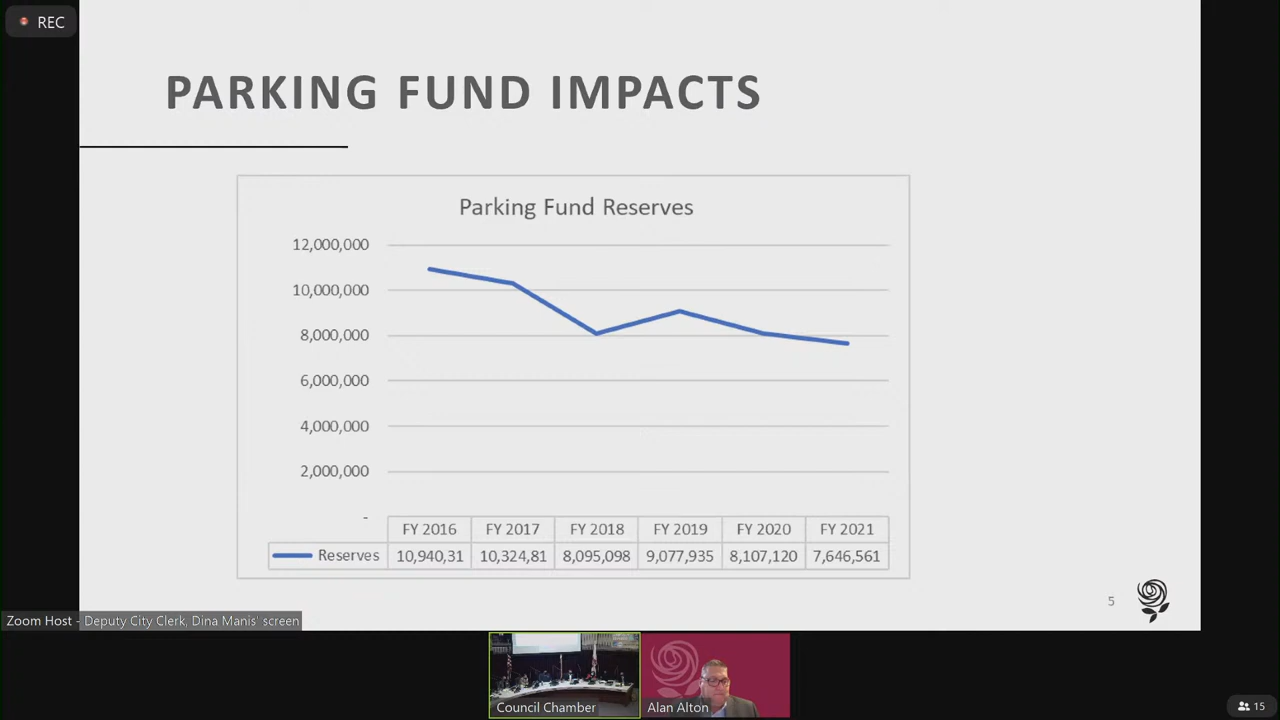 REC
PARKING FUND IMPACTS
Parking Fund Reserves
12,000,000
10,000,000
8,000,000
6,000,000
4,000,000
2,000,000
-
FY 2016 FY 2017 FY 2018 FY 2019 FY 2020 FY 2021
Reserves 10,940,31 10,324,81 8,095,098 9,077,935 8,107,120 7,646,561
5
Zoom Host - Deputy City Clerk, Dina Manis' screen
Council Chamber
Alan Alton
15